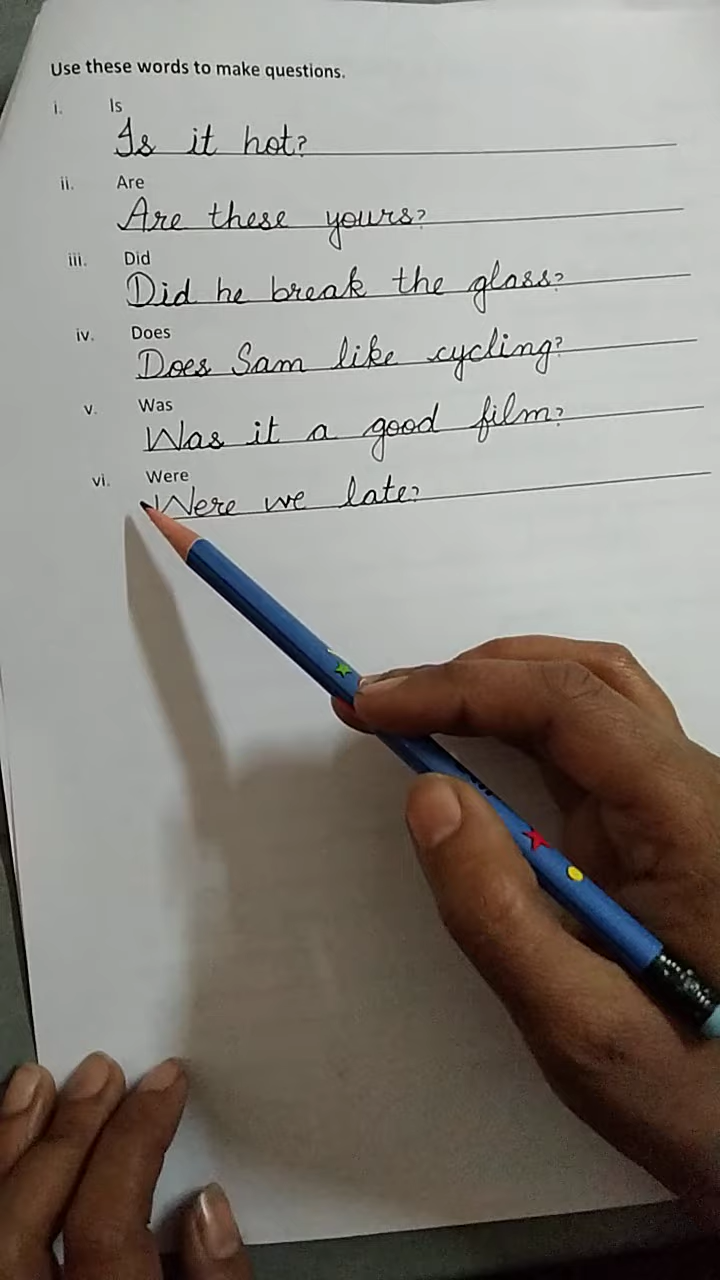 Use these words to make questions.
i. Is
Is it hot?
ii. Are
Are these yours?
iii. Did
Did he break the glass?
iv. Does
Does Sam like cycling?
v. Was
Was it a good film?
vi. Were
Were we late?